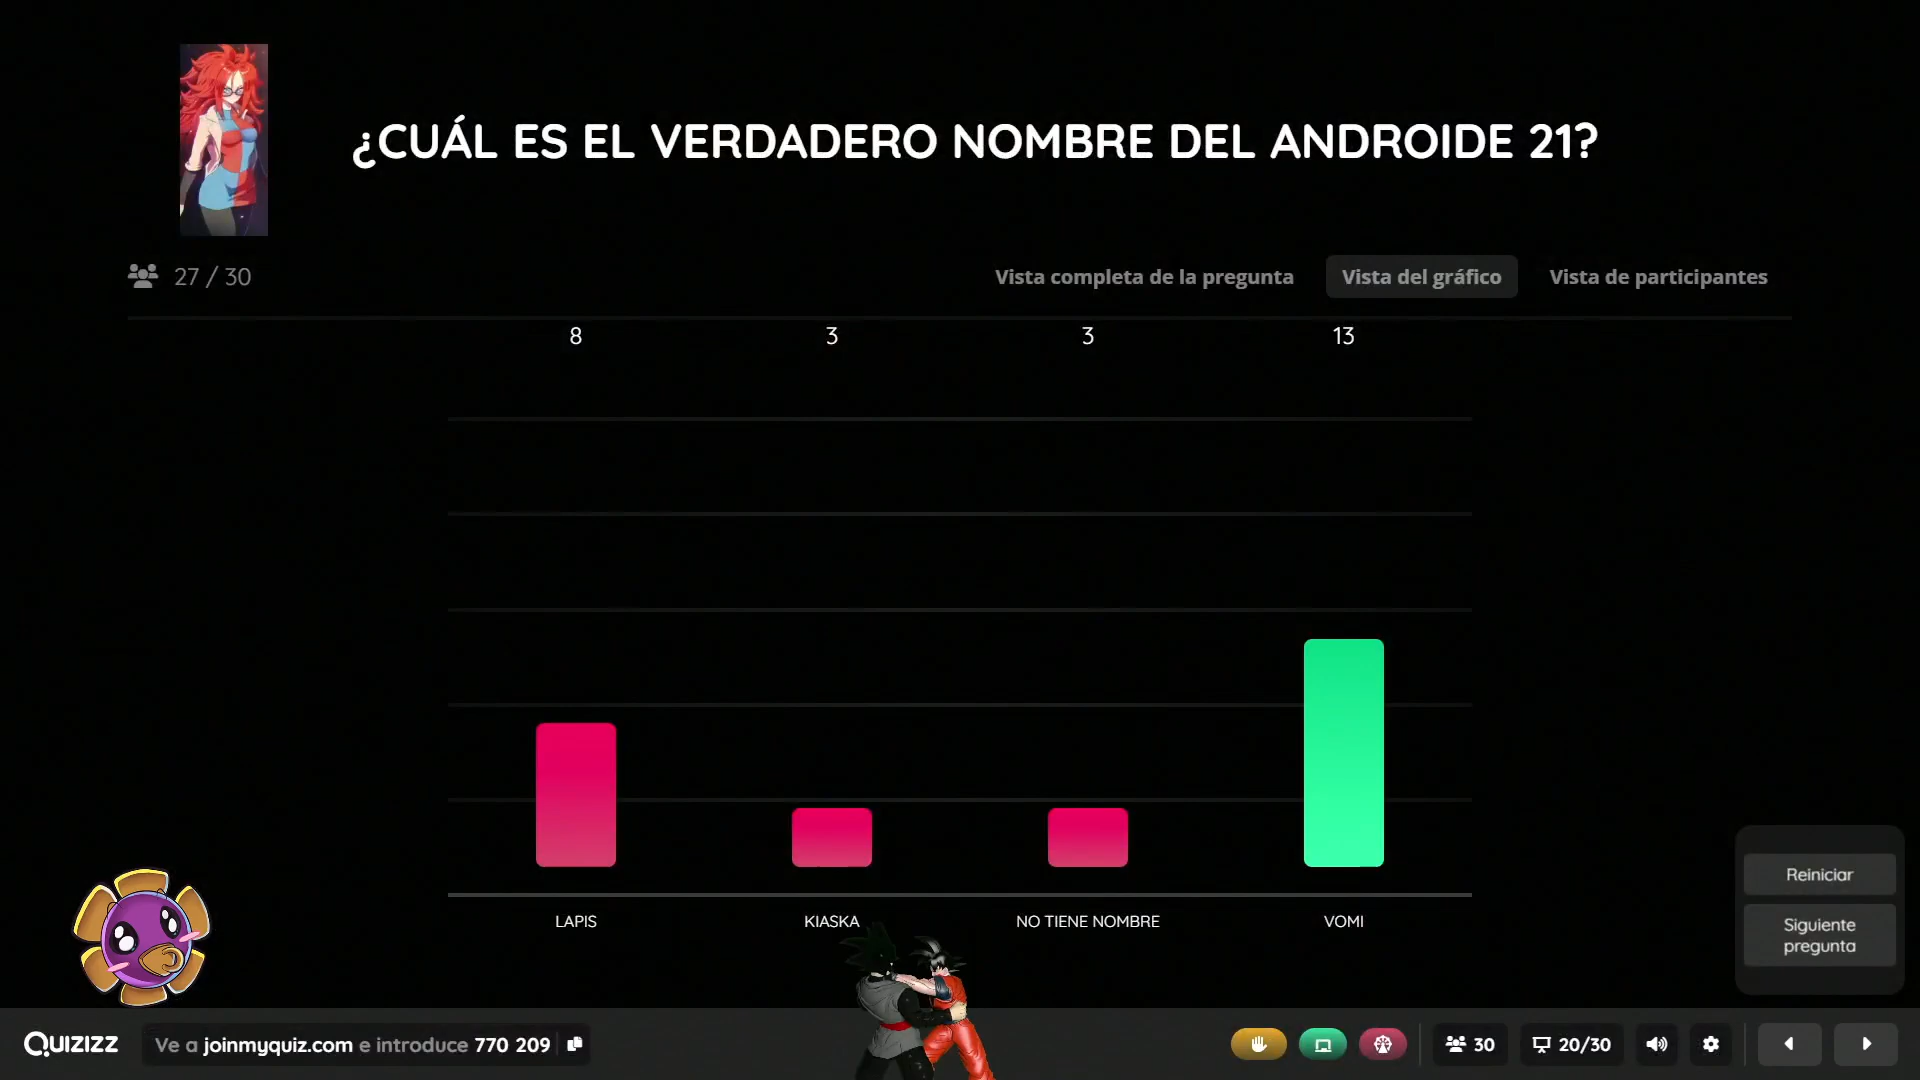 ¿CUÁL ES EL VERDADERO NOMBRE DEL ANDROIDE 21?
27 / 30
Vista completa de la pregunta
Vista del gráfico
Vista de participantes
8
3
3
13
LAPIS
KIASKA
NO TIENE NOMBRE
VOMI
Reiniciar
Siguiente
pregunta
QUIZIZZ
Ve a joinmyquiz.com e introduce 770 209
30
20/30